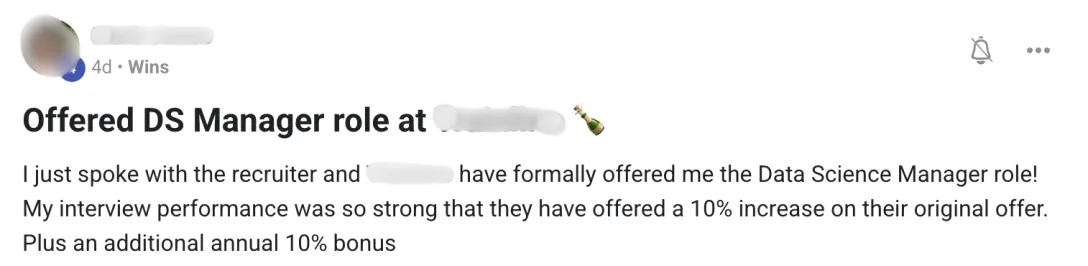 4d • Wins
Offered DS Manager role at 🍾
I just spoke with the recruiter and have formally offered me the Data Science Manager role!
My interview performance was so strong that they have offered a 10% increase on their original offer.
Plus an additional annual 10% bonus